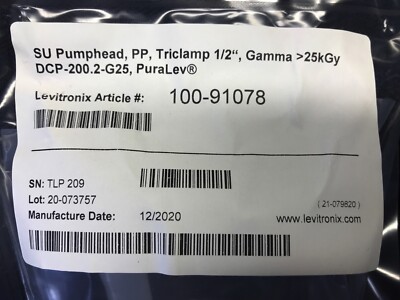 SU Pumphead, PP, Triclamp 1/2“, Gamma >25kGy
DCP-200.2-G25, PuraLev®
Levitronix Article #: 100-91078
SN: TLP 209
Lot: 20-073757
( 21-079820 )
Manufacture Date: 12/2020
www.levitronix.com